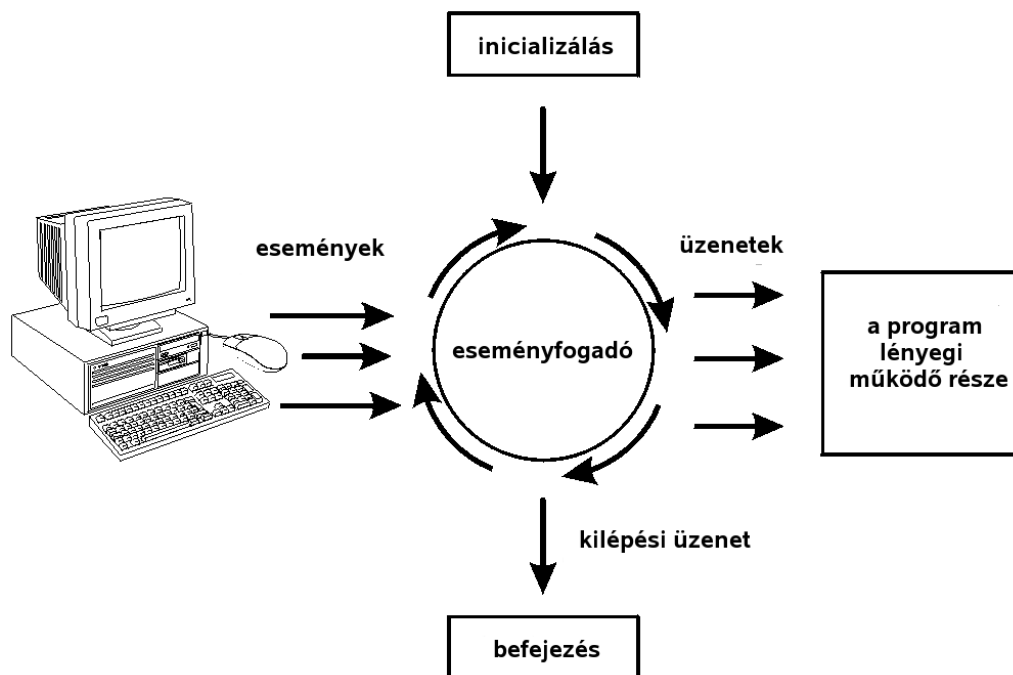 inicializálás
események
üzenetek
eseményfogadó
a program
lényegi
működő része
kilépési üzenet
befejezés